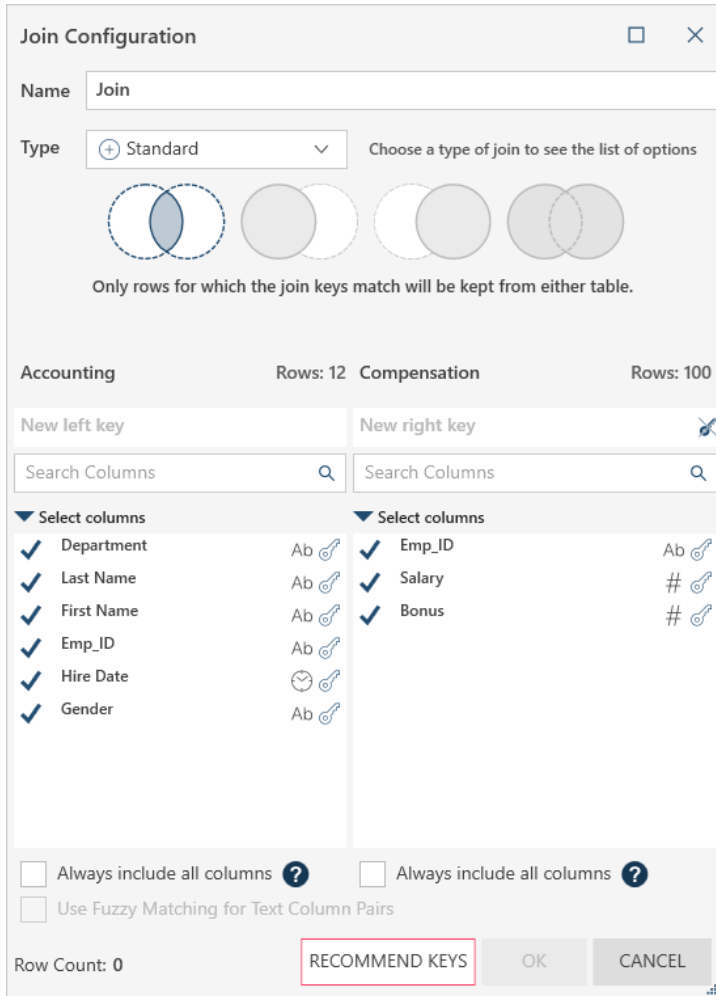 Join Configuration
Name Join
Type Standard Choose a type of join to see the list of options
Only rows for which the join keys match will be kept from either table.
Accounting Rows: 12 Compensation Rows: 100
New left key New right key
Search Columns Search Columns
Select columns Select columns
Department Ab Emp_ID Ab
Last Name Ab Salary #
First Name Ab Bonus #
Emp_ID Ab
Hire Date
Gender Ab
Always include all columns ? Always include all columns ?
Use Fuzzy Matching for Text Column Pairs
Row Count: 0 RECOMMEND KEYS OK CANCEL